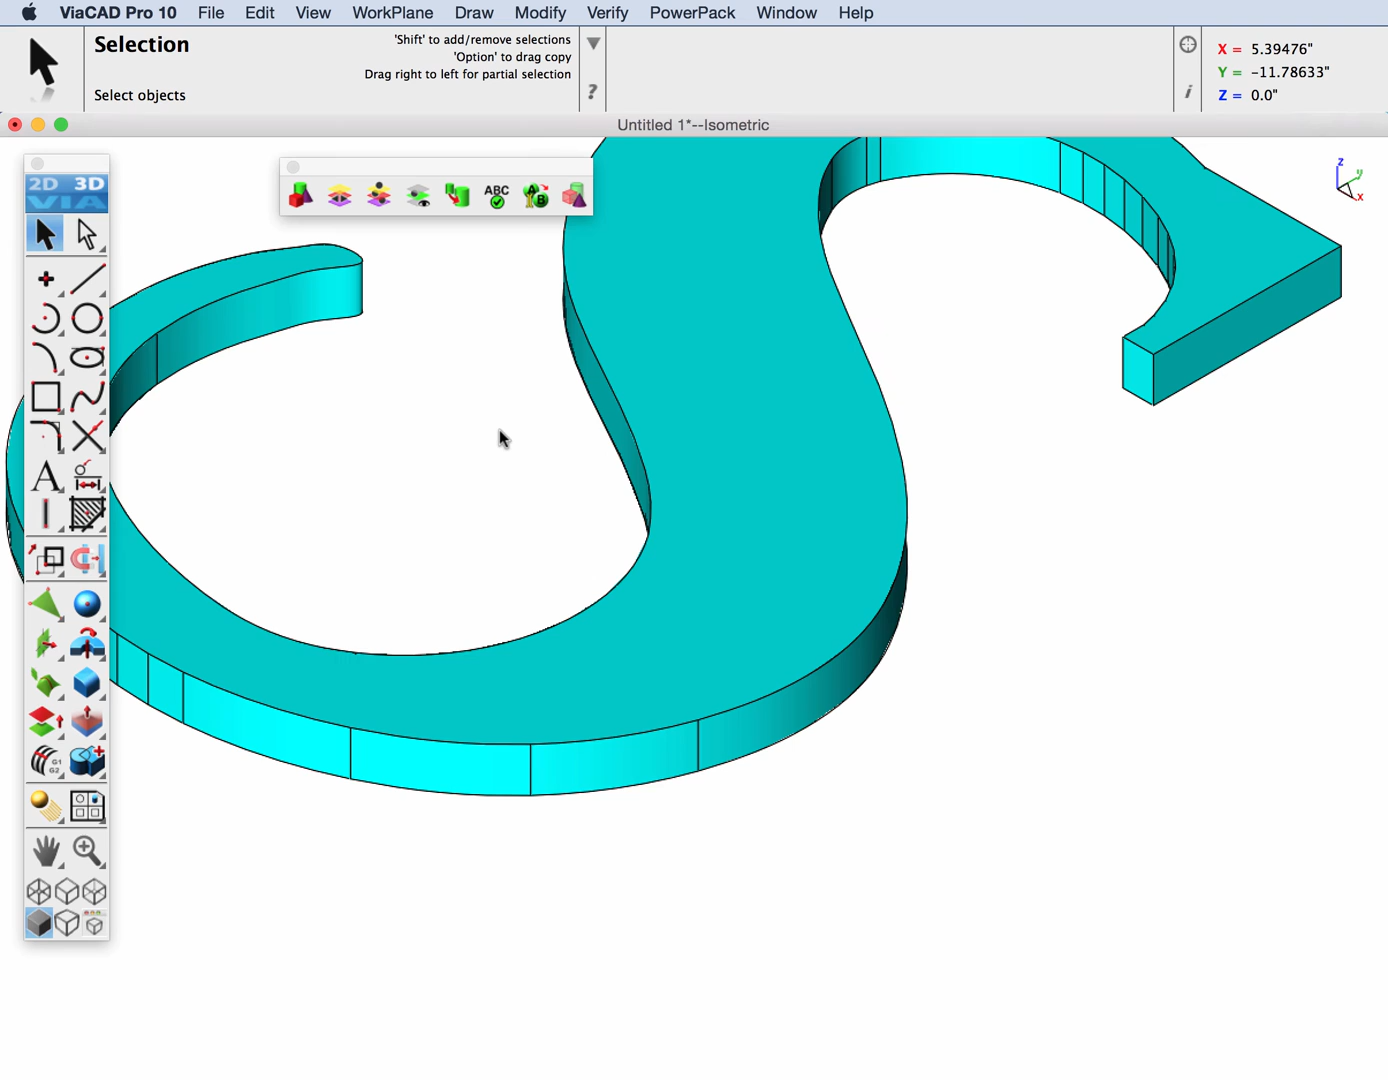 ViaCAD Pro 10 File Edit View WorkPlane Draw Modify Verify PowerPack Window Help
Selection
Select objects
'Shift' to add/remove selections
'Option' to drag copy
Drag right to left for partial selection
?
i
X = 5.39476"
Y = -11.78633"
Z = 0.0"
Untitled 1*--Isometric
2D 3D
VIA
A
G1
G2
ABC
A
B
z
y
x